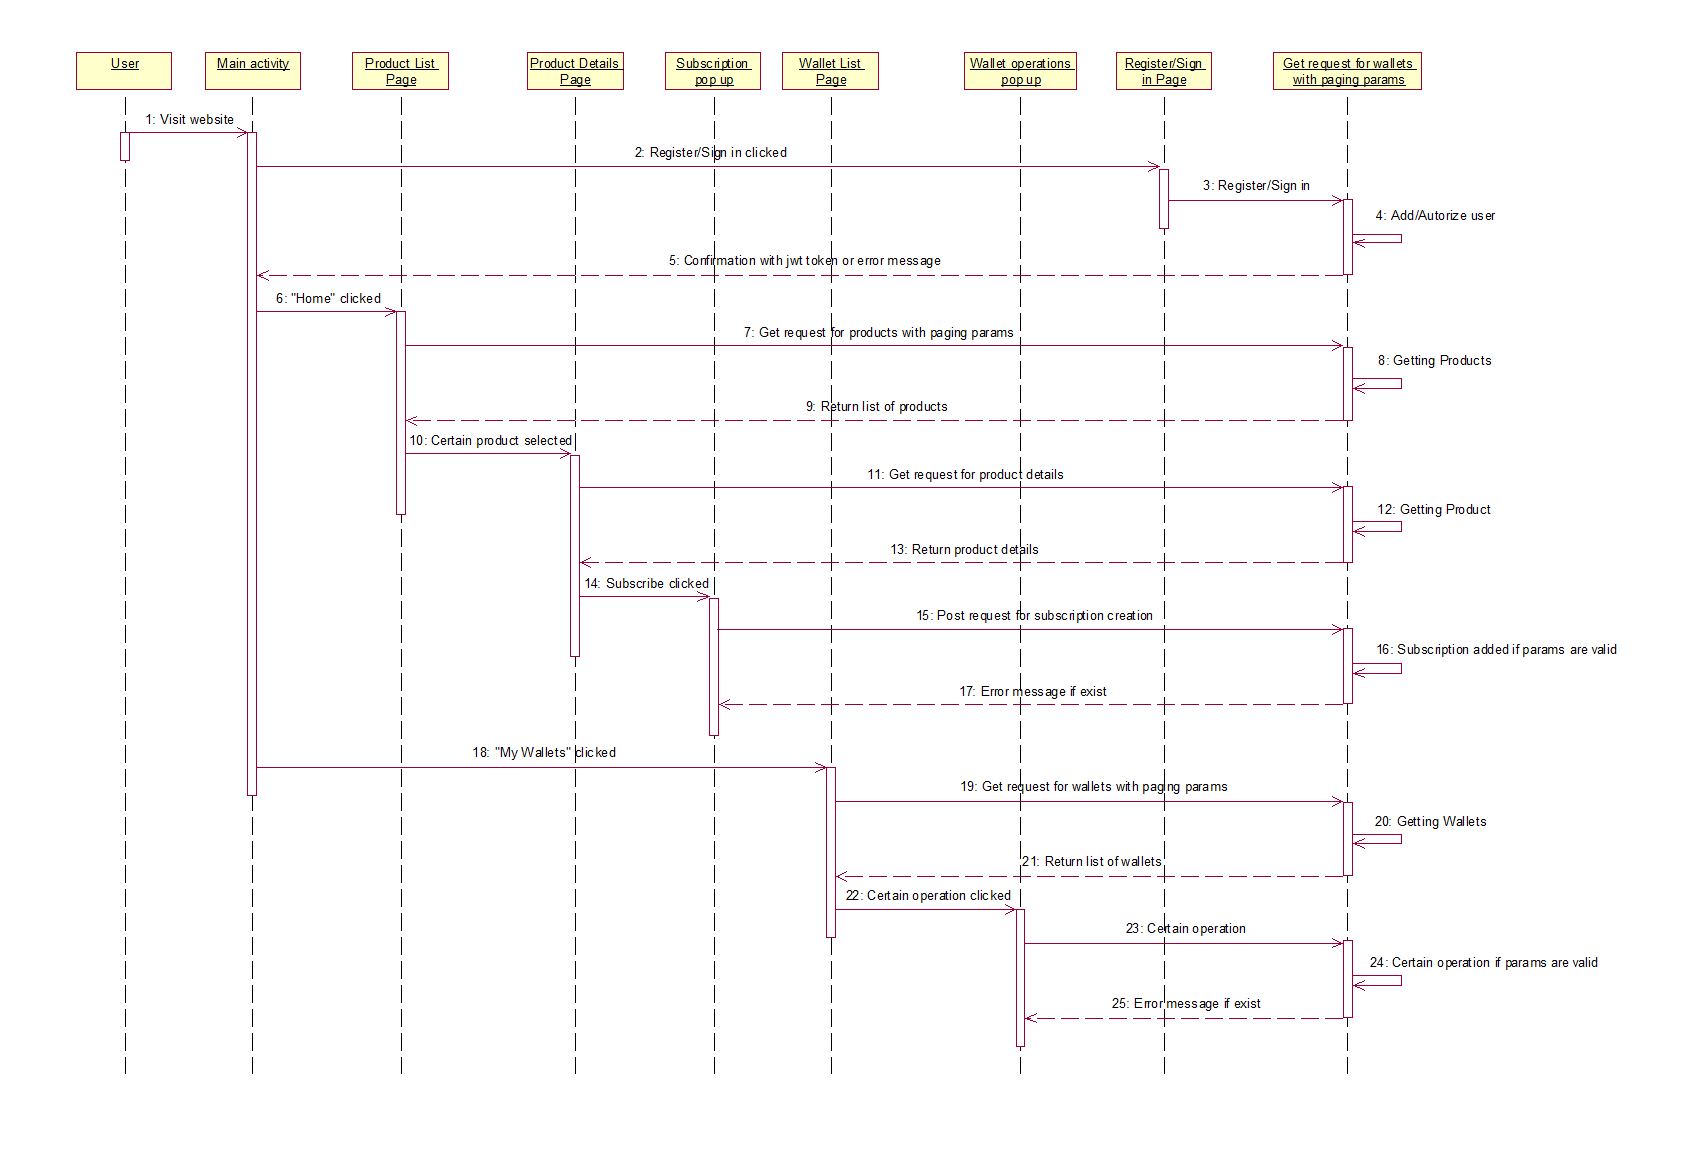 User
Main activity
Product List
Page
Product Details
Page
Subscription
pop up
Wallet List
Page
Wallet operations
pop up
Register/Sign
in Page
Get request for wallets
with paging params
1: Visit website
2: Register/Sign in clicked
3: Register/Sign in
4: Add/Autorize user
5: Confirmation with jwt token or error message
6: "Home" clicked
7: Get request for products with paging params
8: Getting Products
9: Return list of products
10: Certain product selected
11: Get request for product details
12: Getting Product
13: Return product details
14: Subscribe clicked
15: Post request for subscription creation
16: Subscription added if params are valid
17: Error message if exist
18: "My Wallets" clicked
19: Get request for wallets with paging params
20: Getting Wallets
21: Return list of wallets
22: Certain operation clicked
23: Certain operation
24: Certain operation if params are valid
25: Error message if exist